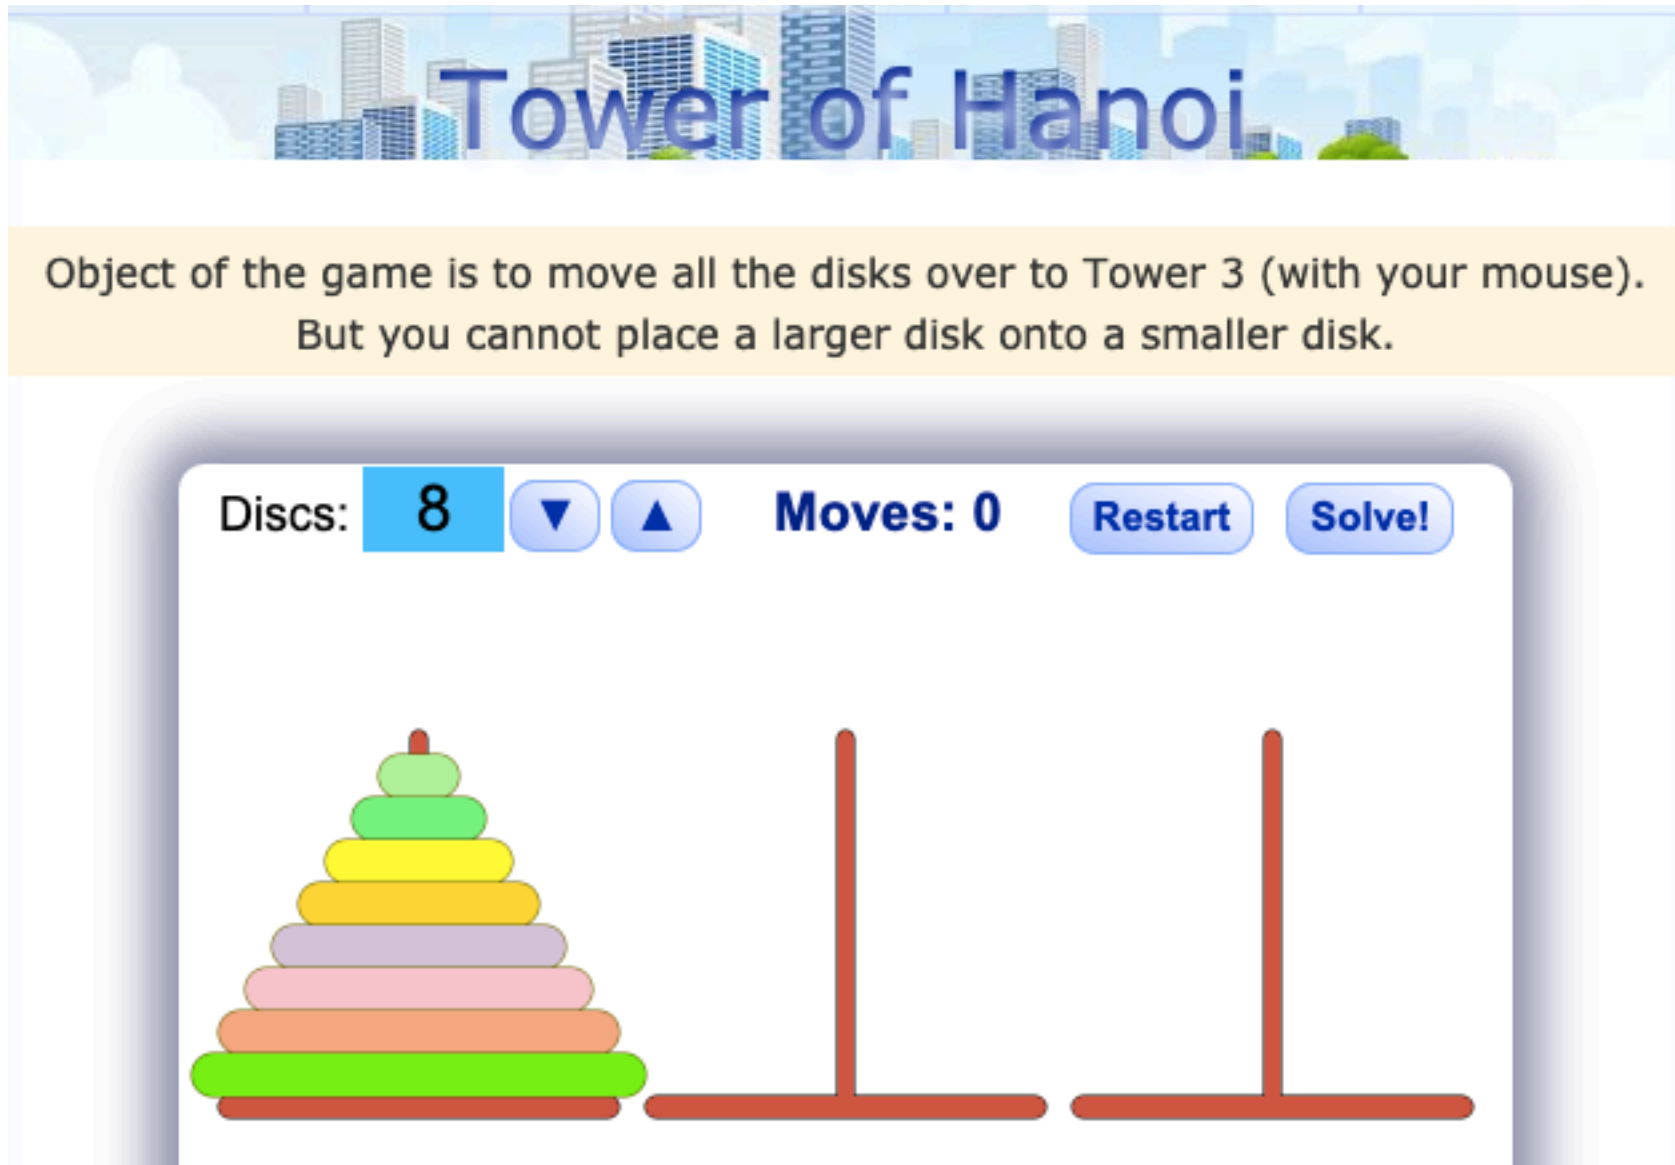 Tower of Hanoi
Object of the game is to move all the disks over to Tower 3 (with your mouse).
But you cannot place a larger disk onto a smaller disk.
Discs: 8 ▼ ▲ Moves: 0 Restart Solve!